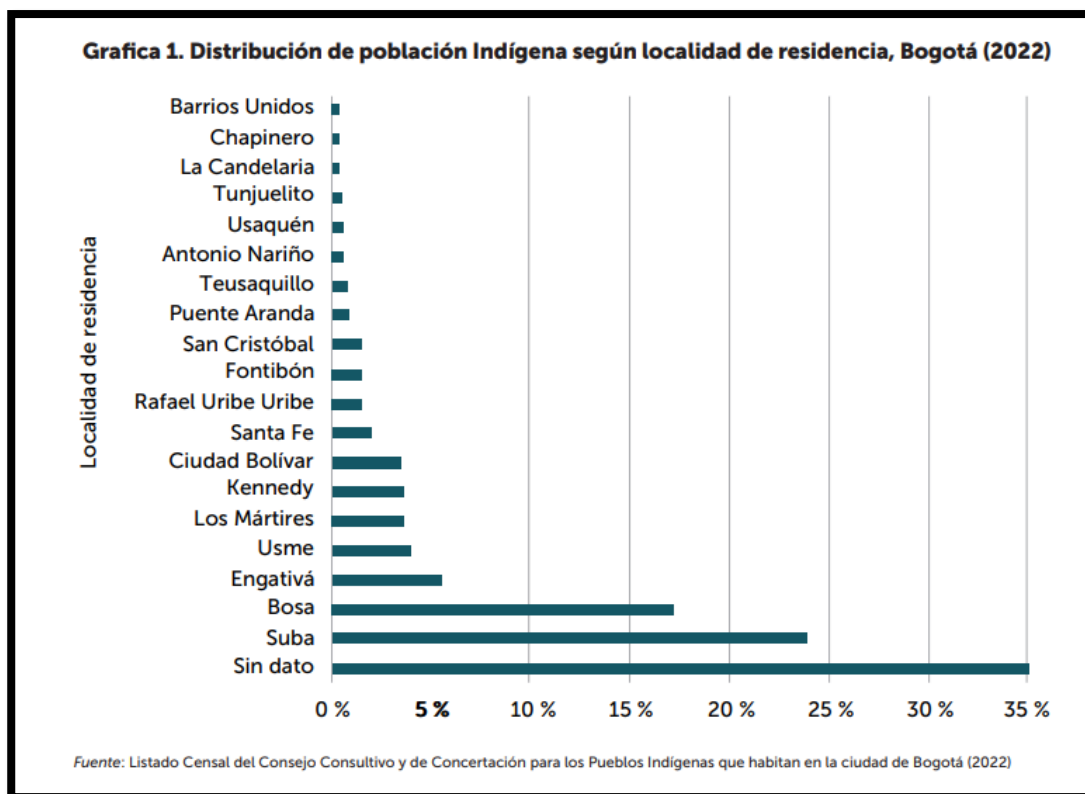 Grafica 1. Distribución de población Indígena según localidad de residencia, Bogotá (2022)
Localidad de residencia
Barrios Unidos
Chapinero
La Candelaria
Tunjuelito
Usaquén
Antonio Nariño
Teusaquillo
Puente Aranda
San Cristóbal
Fontibón
Rafael Uribe Uribe
Santa Fe
Ciudad Bolívar
Kennedy
Los Mártires
Usme
Engativá
Bosa
Suba
Sin dato
0 % 5 % 10 % 15 % 20 % 25 % 30 % 35 %
Fuente: Listado Censal del Consejo Consultivo y de Concertación para los Pueblos Indígenas que habitan en la ciudad de Bogotá (2022)